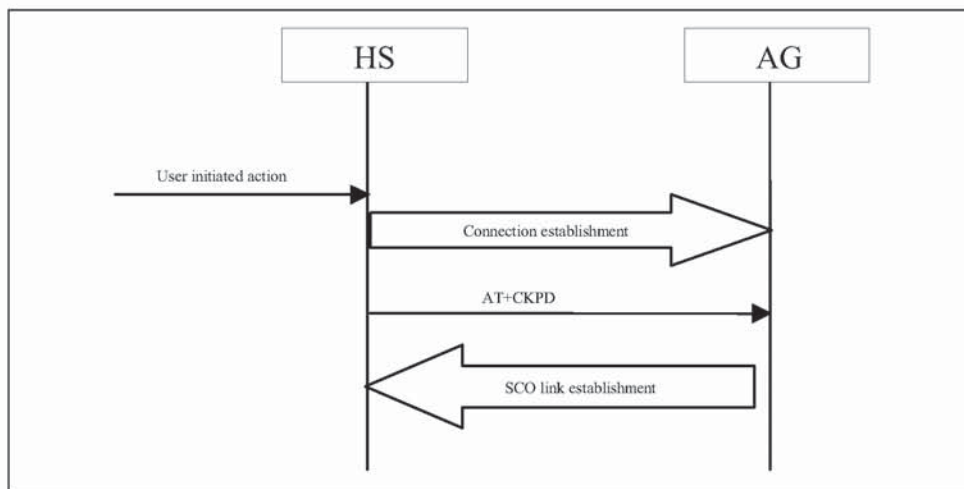 HS
AG
User initiated action
Connection establishment
AT+CKPD
SCO link establishment